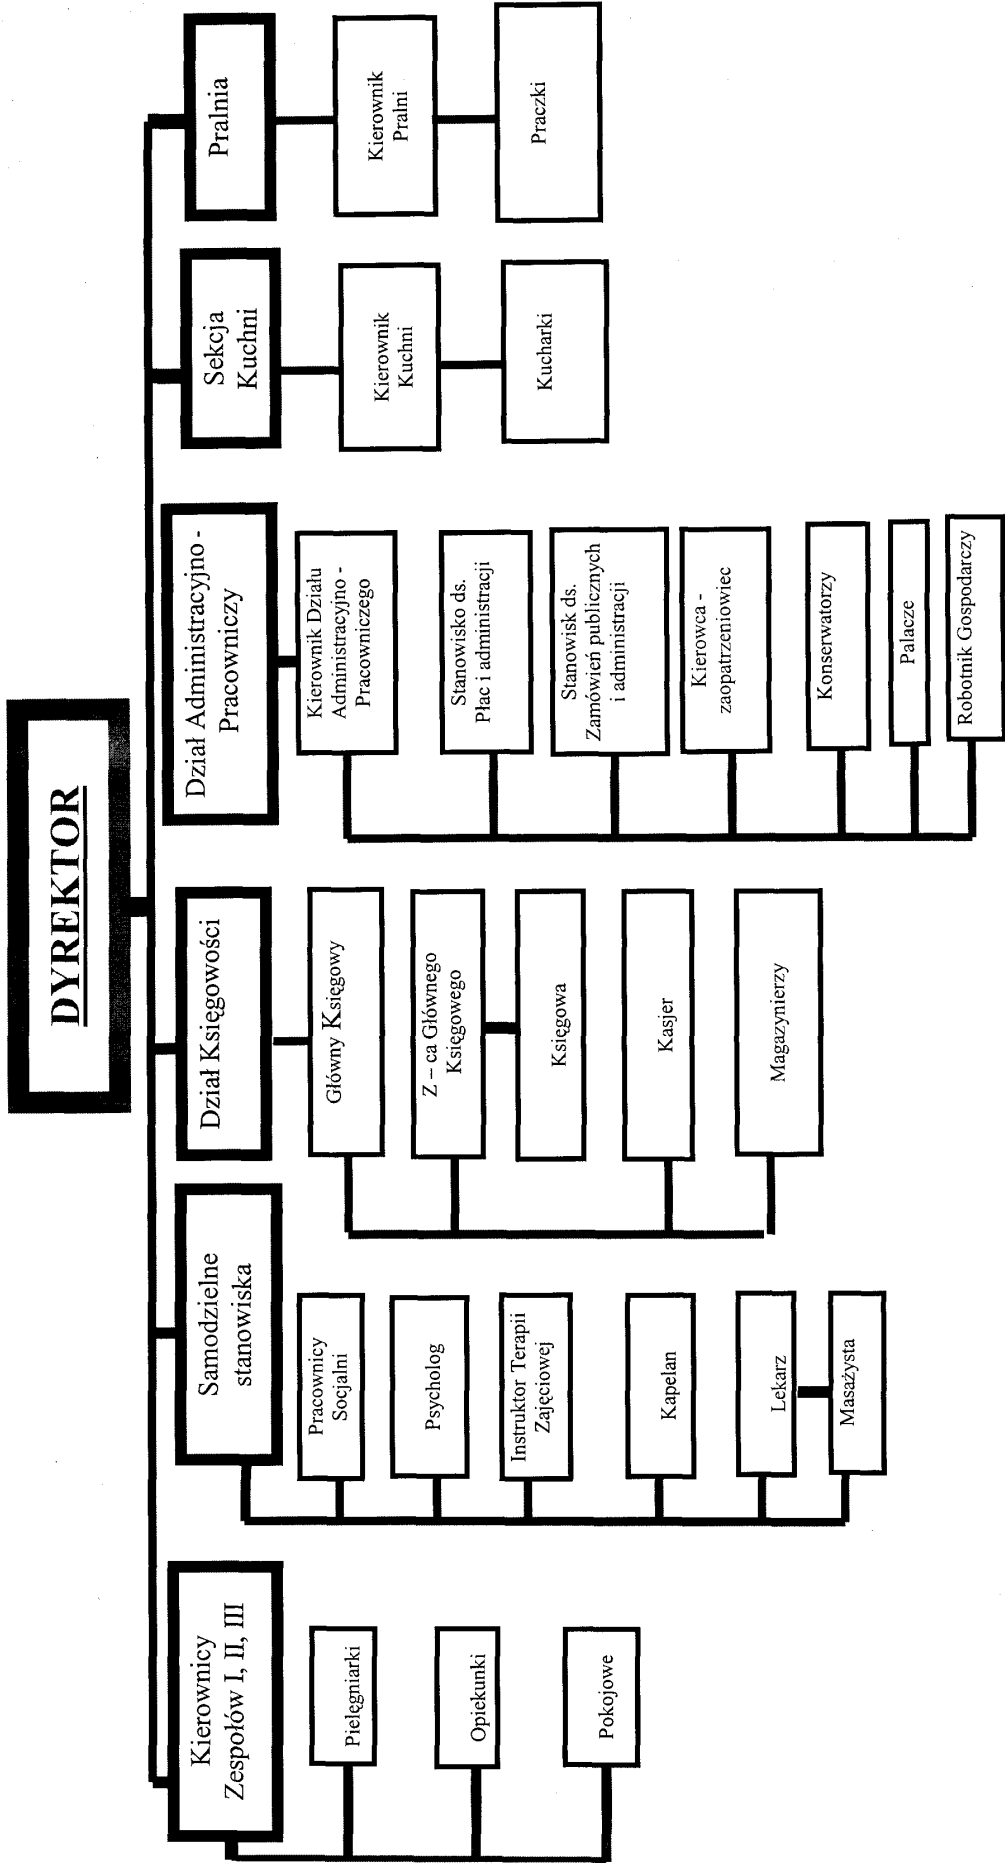 DYREKTOR
Kierownicy
Zespołów I, II, III
Pielęgniarki
Opiekunki
Pokojowe
Samodzielne
stanowiska
Pracownicy
Socjalni
Psycholog
Instruktor Terapii
Zajęciowej
Kapelan
Lekarz
Masażysta
Dział Księgowości
Główny Księgowy
Z – ca Głównego
Księgowego
Księgowa
Kasjer
Magazynierzy
Dział Administracyjno -
Pracowniczy
Kierownik Działu
Administracyjno -
Pracowniczego
Stanowisko ds.
Płac i administracji
Stanowisk ds.
Zamówień publicznych
i administracji
Kierowca -
zaopatrzeniowiec
Konserwatorzy
Palacze
Robotnik Gospodarczy
Sekcja
Kuchni
Kierownik
Kuchni
Kucharki
Pralnia
Kierownik
Pralni
Praczki